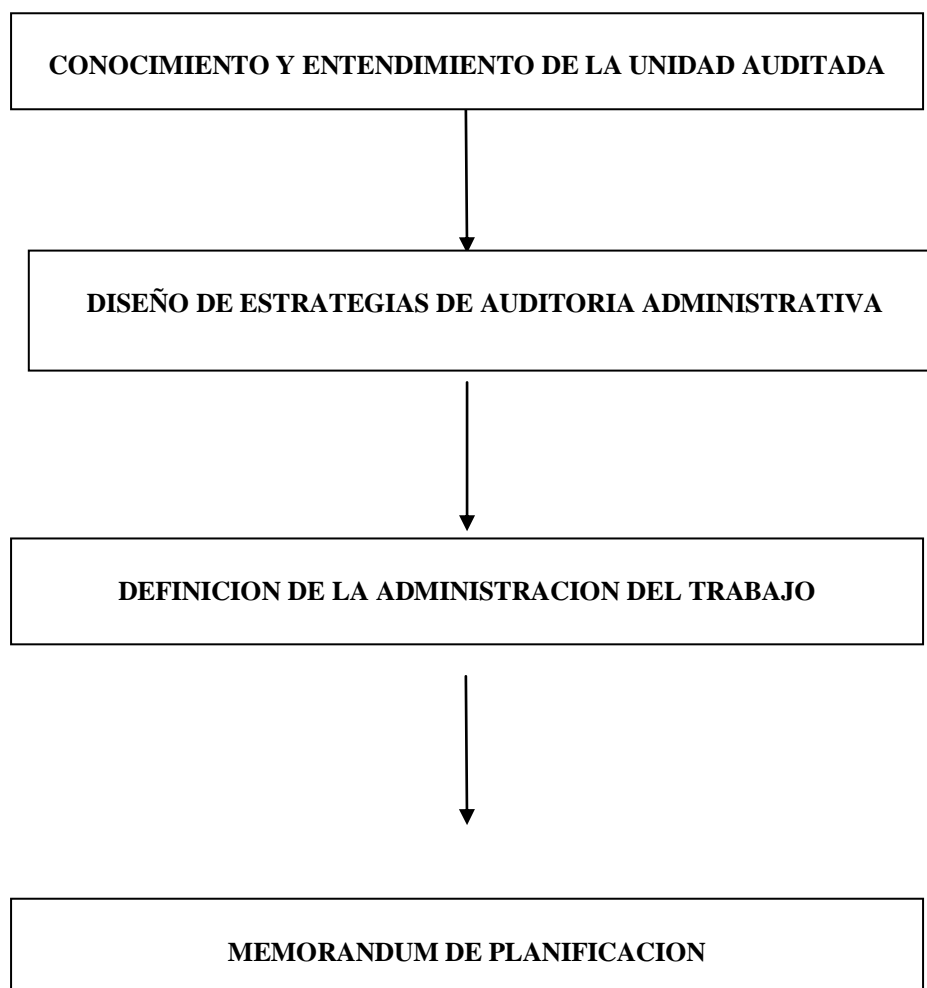 CONOCIMIENTO Y ENTENDIMIENTO DE LA UNIDAD AUDITADA
DISEÑO DE ESTRATEGIAS DE AUDITORIA ADMINISTRATIVA
DEFINICION DE LA ADMINISTRACION DEL TRABAJO
MEMORANDUM DE PLANIFICACION